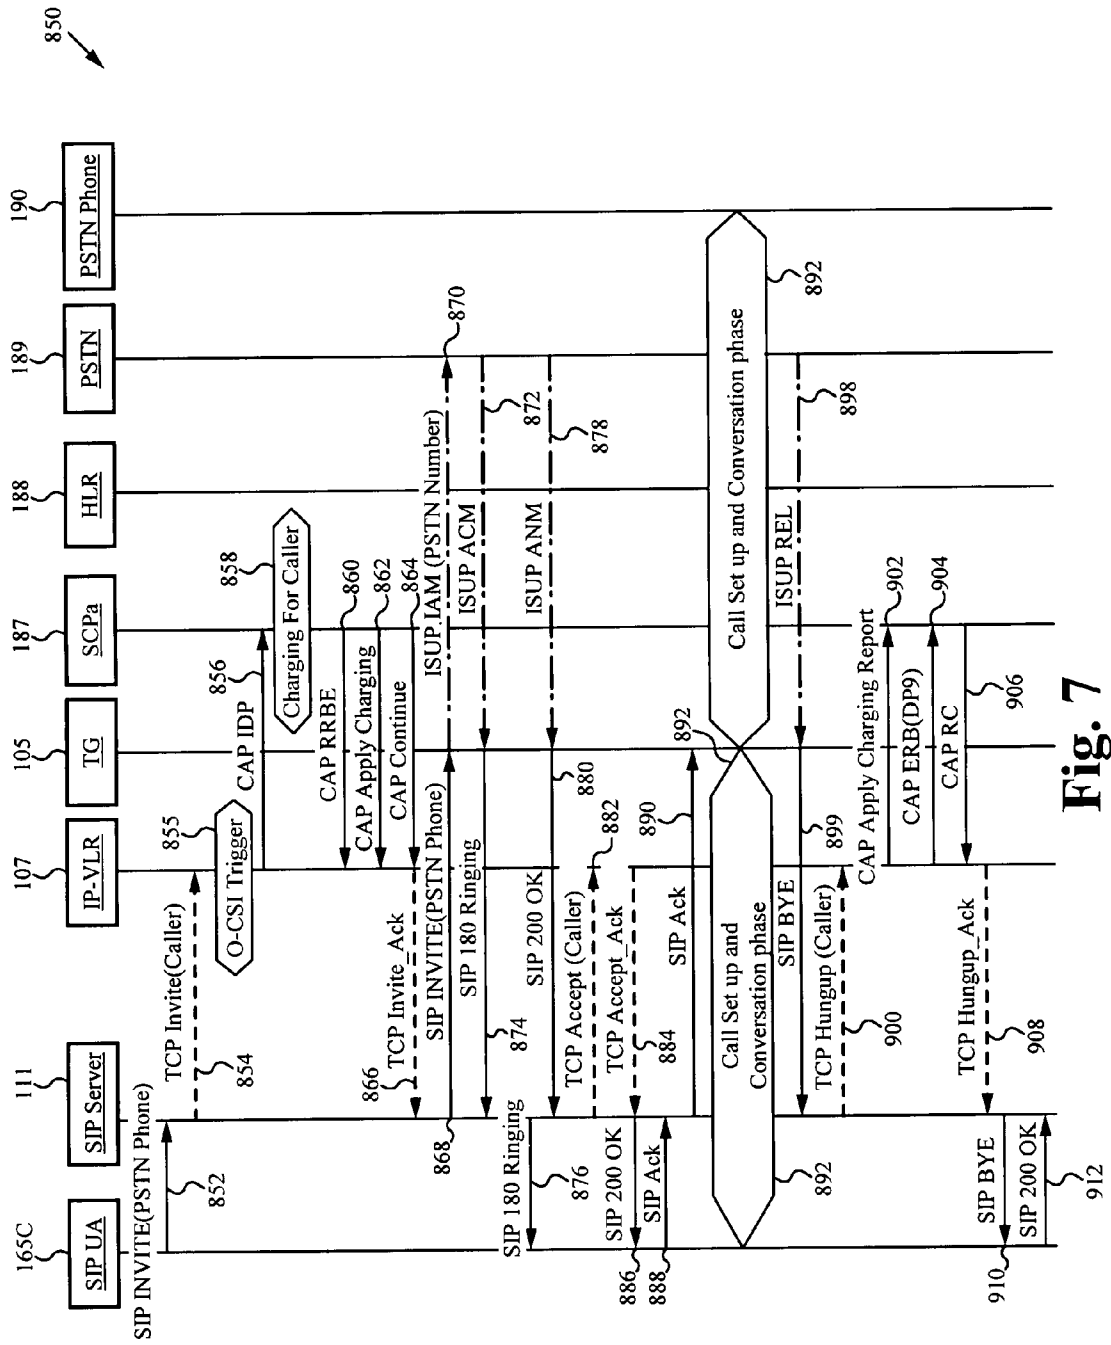 850
165C
SIP UA
111
SIP Server
107
IP-VLR
105
TG
187
SCPa
188
HLR
189
PSTN
190
PSTN Phone
SIP INVITE(PSTN Phone)
852
TCP Invite(Caller)
854
O-CSI Trigger
855
CAP IDP
856
Charging For Caller
858
CAP RRBE
860
CAP Apply Charging
862
CAP Continue
864
TCP Invite_Ack
866
SIP INVITE(PSTN Phone)
868
ISUP IAM (PSTN Number)
870
ISUP ACM
872
SIP 180 Ringing
874
SIP 180 Ringing
876
ISUP ANM
878
SIP 200 OK
880
TCP Accept (Caller)
882
TCP Accept_Ack
884
SIP 200 OK
886
SIP Ack
888
SIP Ack
890
Call Set up and
Conversation phase
892
892
Call Set up and Conversation phase
892
ISUP REL
898
SIP BYE
899
TCP Hungup (Caller)
900
CAP Apply Charging Report
902
CAP ERB(DP9)
904
CAP RC
906
TCP Hungup_Ack
908
SIP BYE
910
SIP 200 OK
912
Fig. 7